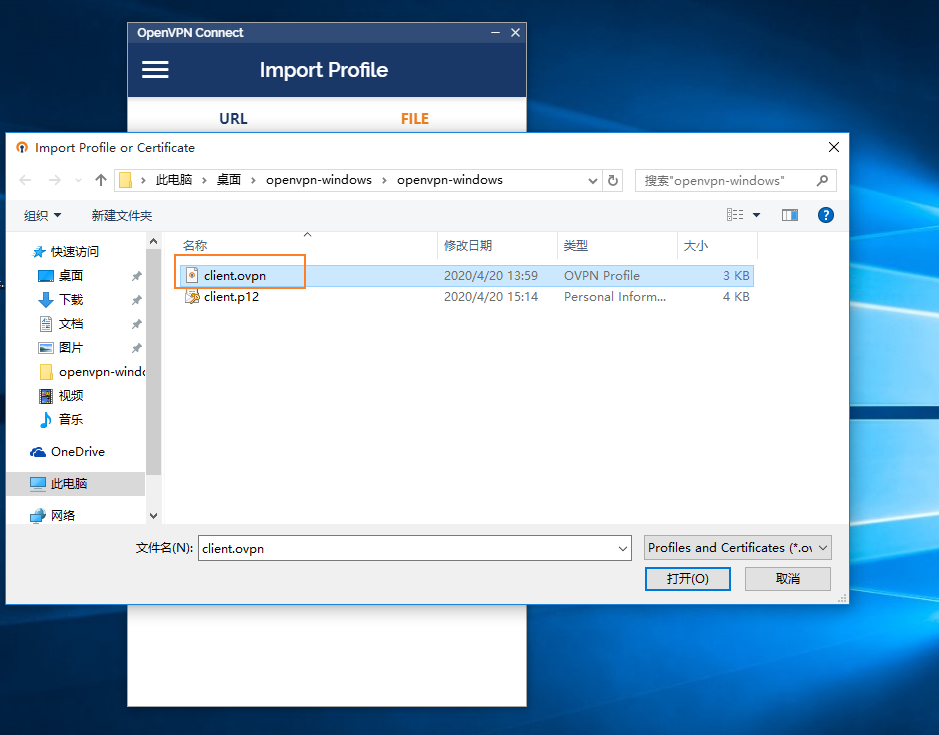 OpenVPN Connect
Import Profile
URL FILE
Import Profile or Certificate
此电脑 桌面 openvpn-windows openvpn-windows 搜索"openvpn-windows"
组织 新建文件夹
名称 修改日期 类型 大小
快速访问
桌面 client.ovpn 2020/4/20 13:59 OVPN Profile 3 KB
下载 client.p12 2020/4/20 15:14 Personal Inform... 4 KB
文档
图片
openvpn-windo
视频
音乐
OneDrive
此电脑
网络
文件名(N): client.ovpn Profiles and Certificates (*.ov
打开(O) 取消